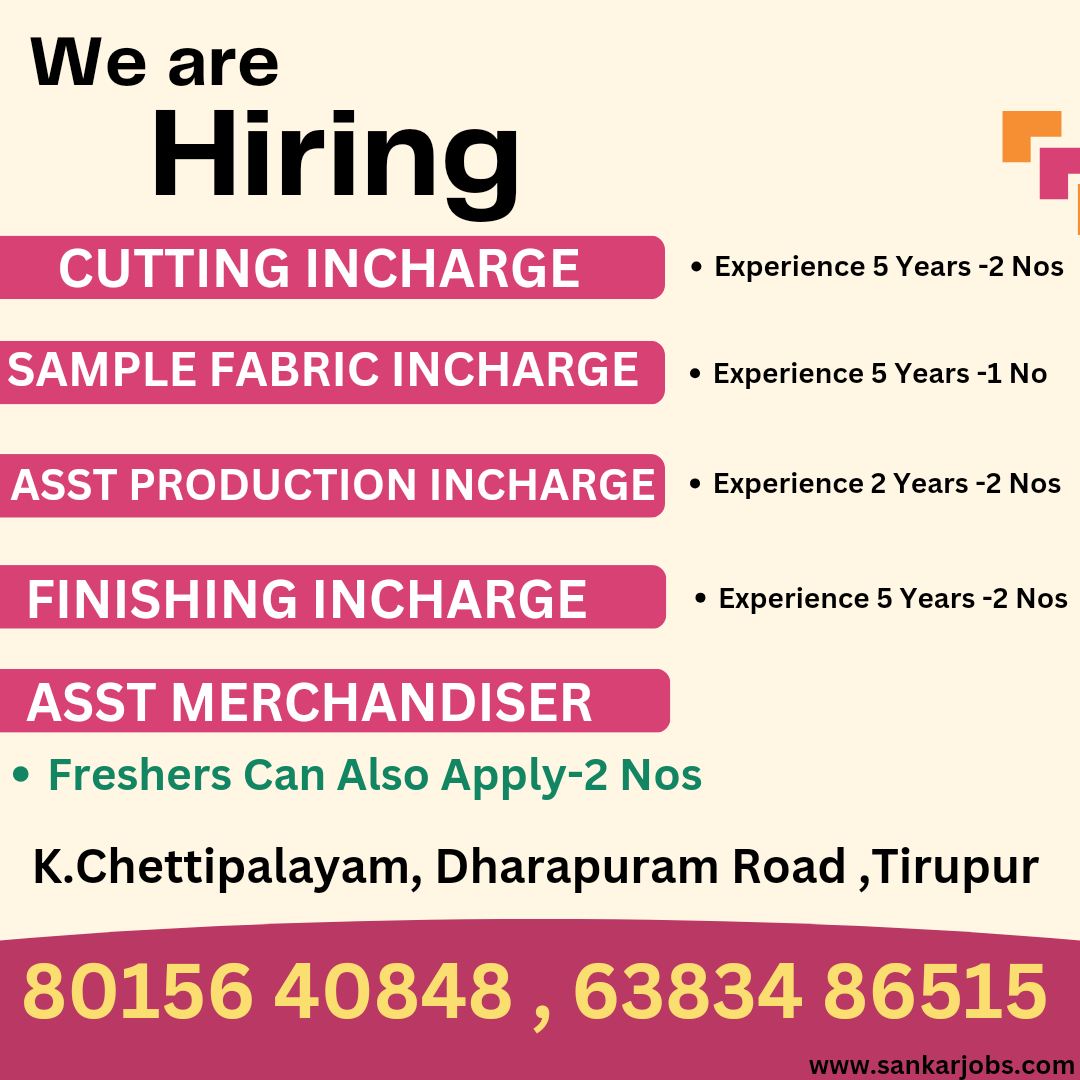 We are
Hiring
CUTTING INCHARGE
• Experience 5 Years -2 Nos
SAMPLE FABRIC INCHARGE
• Experience 5 Years -1 No
ASST PRODUCTION INCHARGE
• Experience 2 Years -2 Nos
FINISHING INCHARGE
• Experience 5 Years -2 Nos
ASST MERCHANDISER
• Freshers Can Also Apply-2 Nos
K.Chettipalayam, Dharapuram Road ,Tirupur
80156 40848 , 63834 86515
www.sankarjobs.com